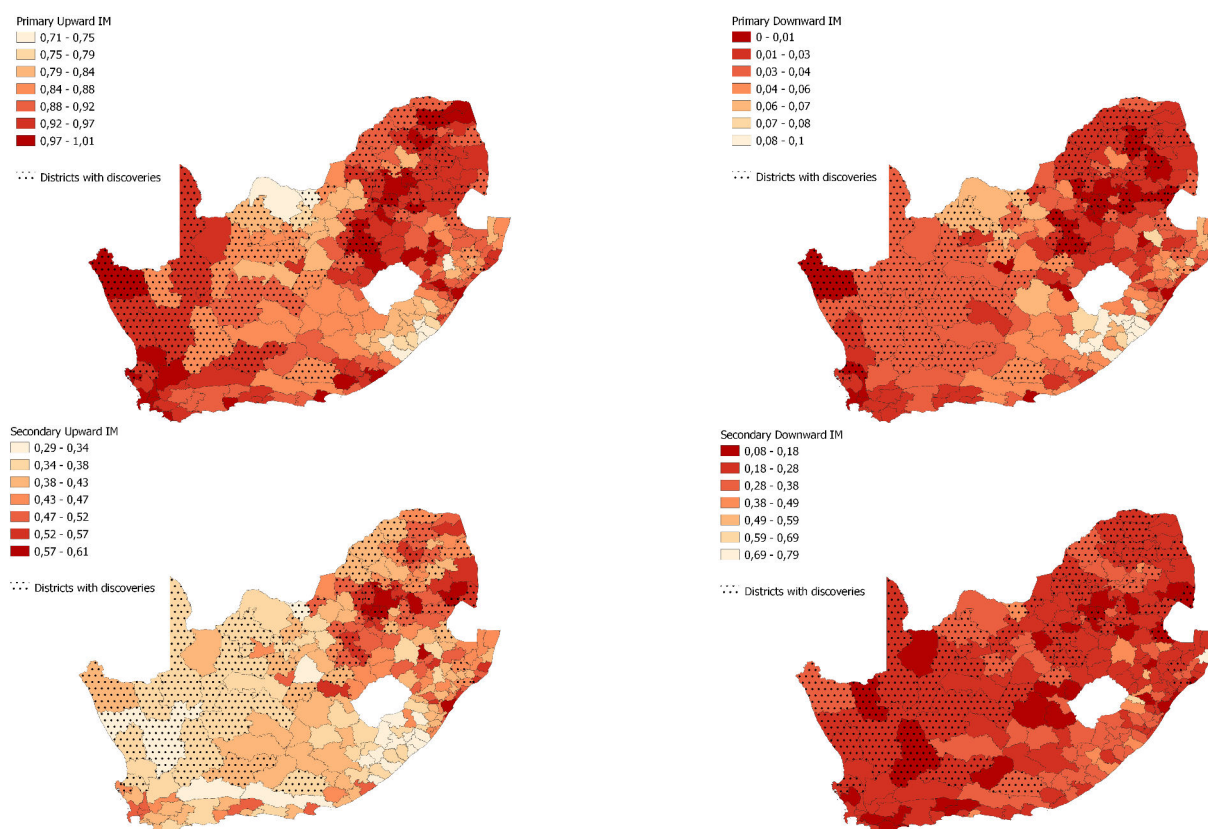 Primary Upward IM
0,71 - 0,75
0,75 - 0,79
0,79 - 0,84
0,84 - 0,88
0,88 - 0,92
0,92 - 0,97
0,97 - 1,01
Districts with discoveries
Primary Downward IM
0 - 0,01
0,01 - 0,03
0,03 - 0,04
0,04 - 0,06
0,06 - 0,07
0,07 - 0,08
0,08 - 0,1
Districts with discoveries
Secondary Upward IM
0,29 - 0,34
0,34 - 0,38
0,38 - 0,43
0,43 - 0,47
0,47 - 0,52
0,52 - 0,57
0,57 - 0,61
Districts with discoveries
Secondary Downward IM
0,08 - 0,18
0,18 - 0,28
0,28 - 0,38
0,38 - 0,49
0,49 - 0,59
0,59 - 0,69
0,69 - 0,79
Districts with discoveries